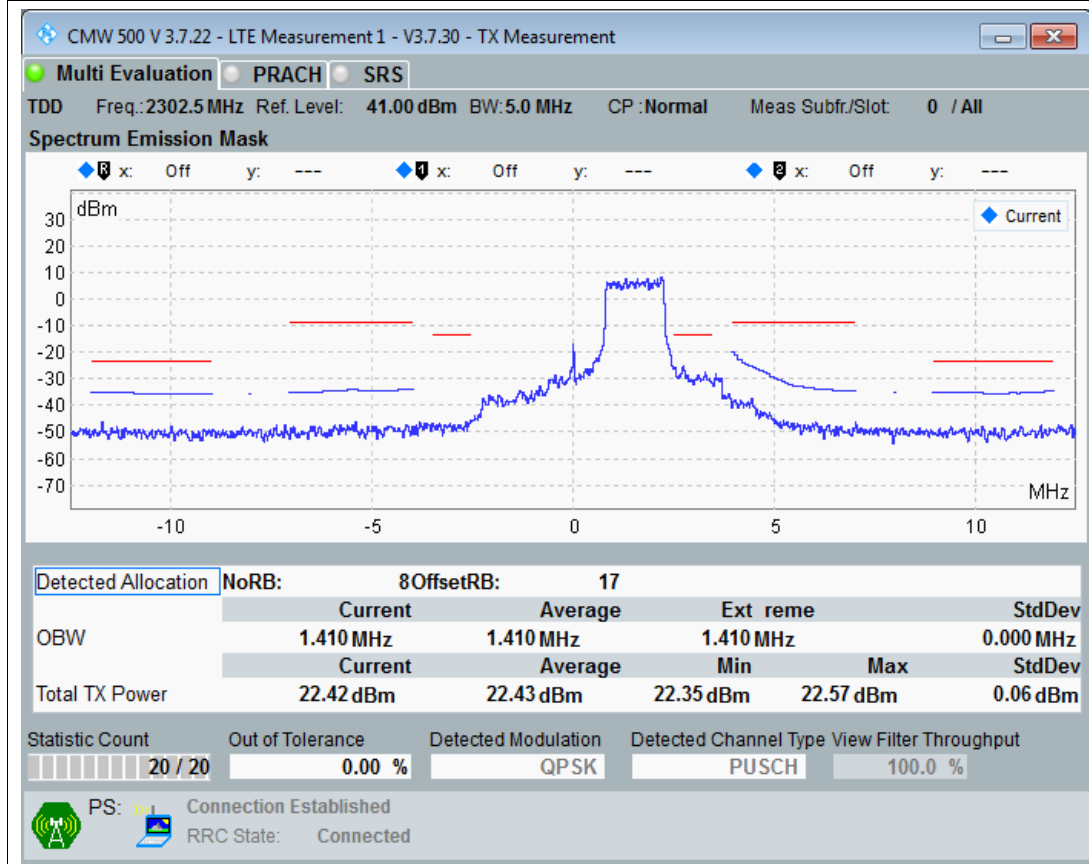 CMW 500 V 3.7.22 - LTE Measurement 1 - V3.7.30 - TX Measurement
Multi Evaluation PRACH SRS
TDD Freq.: 2302.5 MHz Ref. Level: 41.00 dBm BW: 5.0 MHz CP : Normal Meas Subfr./Slot: 0 / All
Spectrum Emission Mask
R x: Off y: --- 1 x: Off y: --- 2 x: Off y: ---
dBm
Current
30
20
10
0
-10
-20
-30
-40
-50
-60
-70
MHz
-10 -5 0 5 10
Detected Allocation NoRB: 8 OffsetRB: 17
Current Average Ext reme StdDev
OBW 1.410 MHz 1.410 MHz 1.410 MHz 0.000 MHz
Current Average Min Max StdDev
Total TX Power 22.42 dBm 22.43 dBm 22.35 dBm 22.57 dBm 0.06 dBm
Statistic Count Out of Tolerance Detected Modulation Detected Channel Type View Filter Throughput
20 / 20 0.00 % QPSK PUSCH 100.0 %
PS: Connection Established
RRC State: Connected